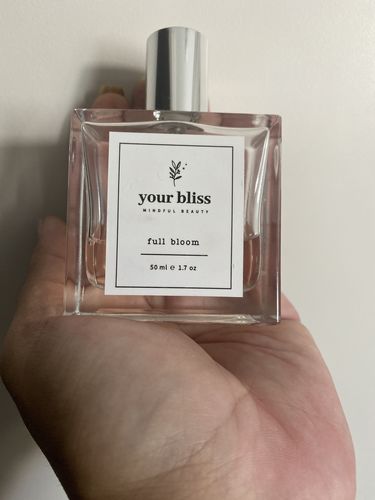 your bliss
MINDFUL BEAUTY
full bloom
50 ml e 1.7 oz